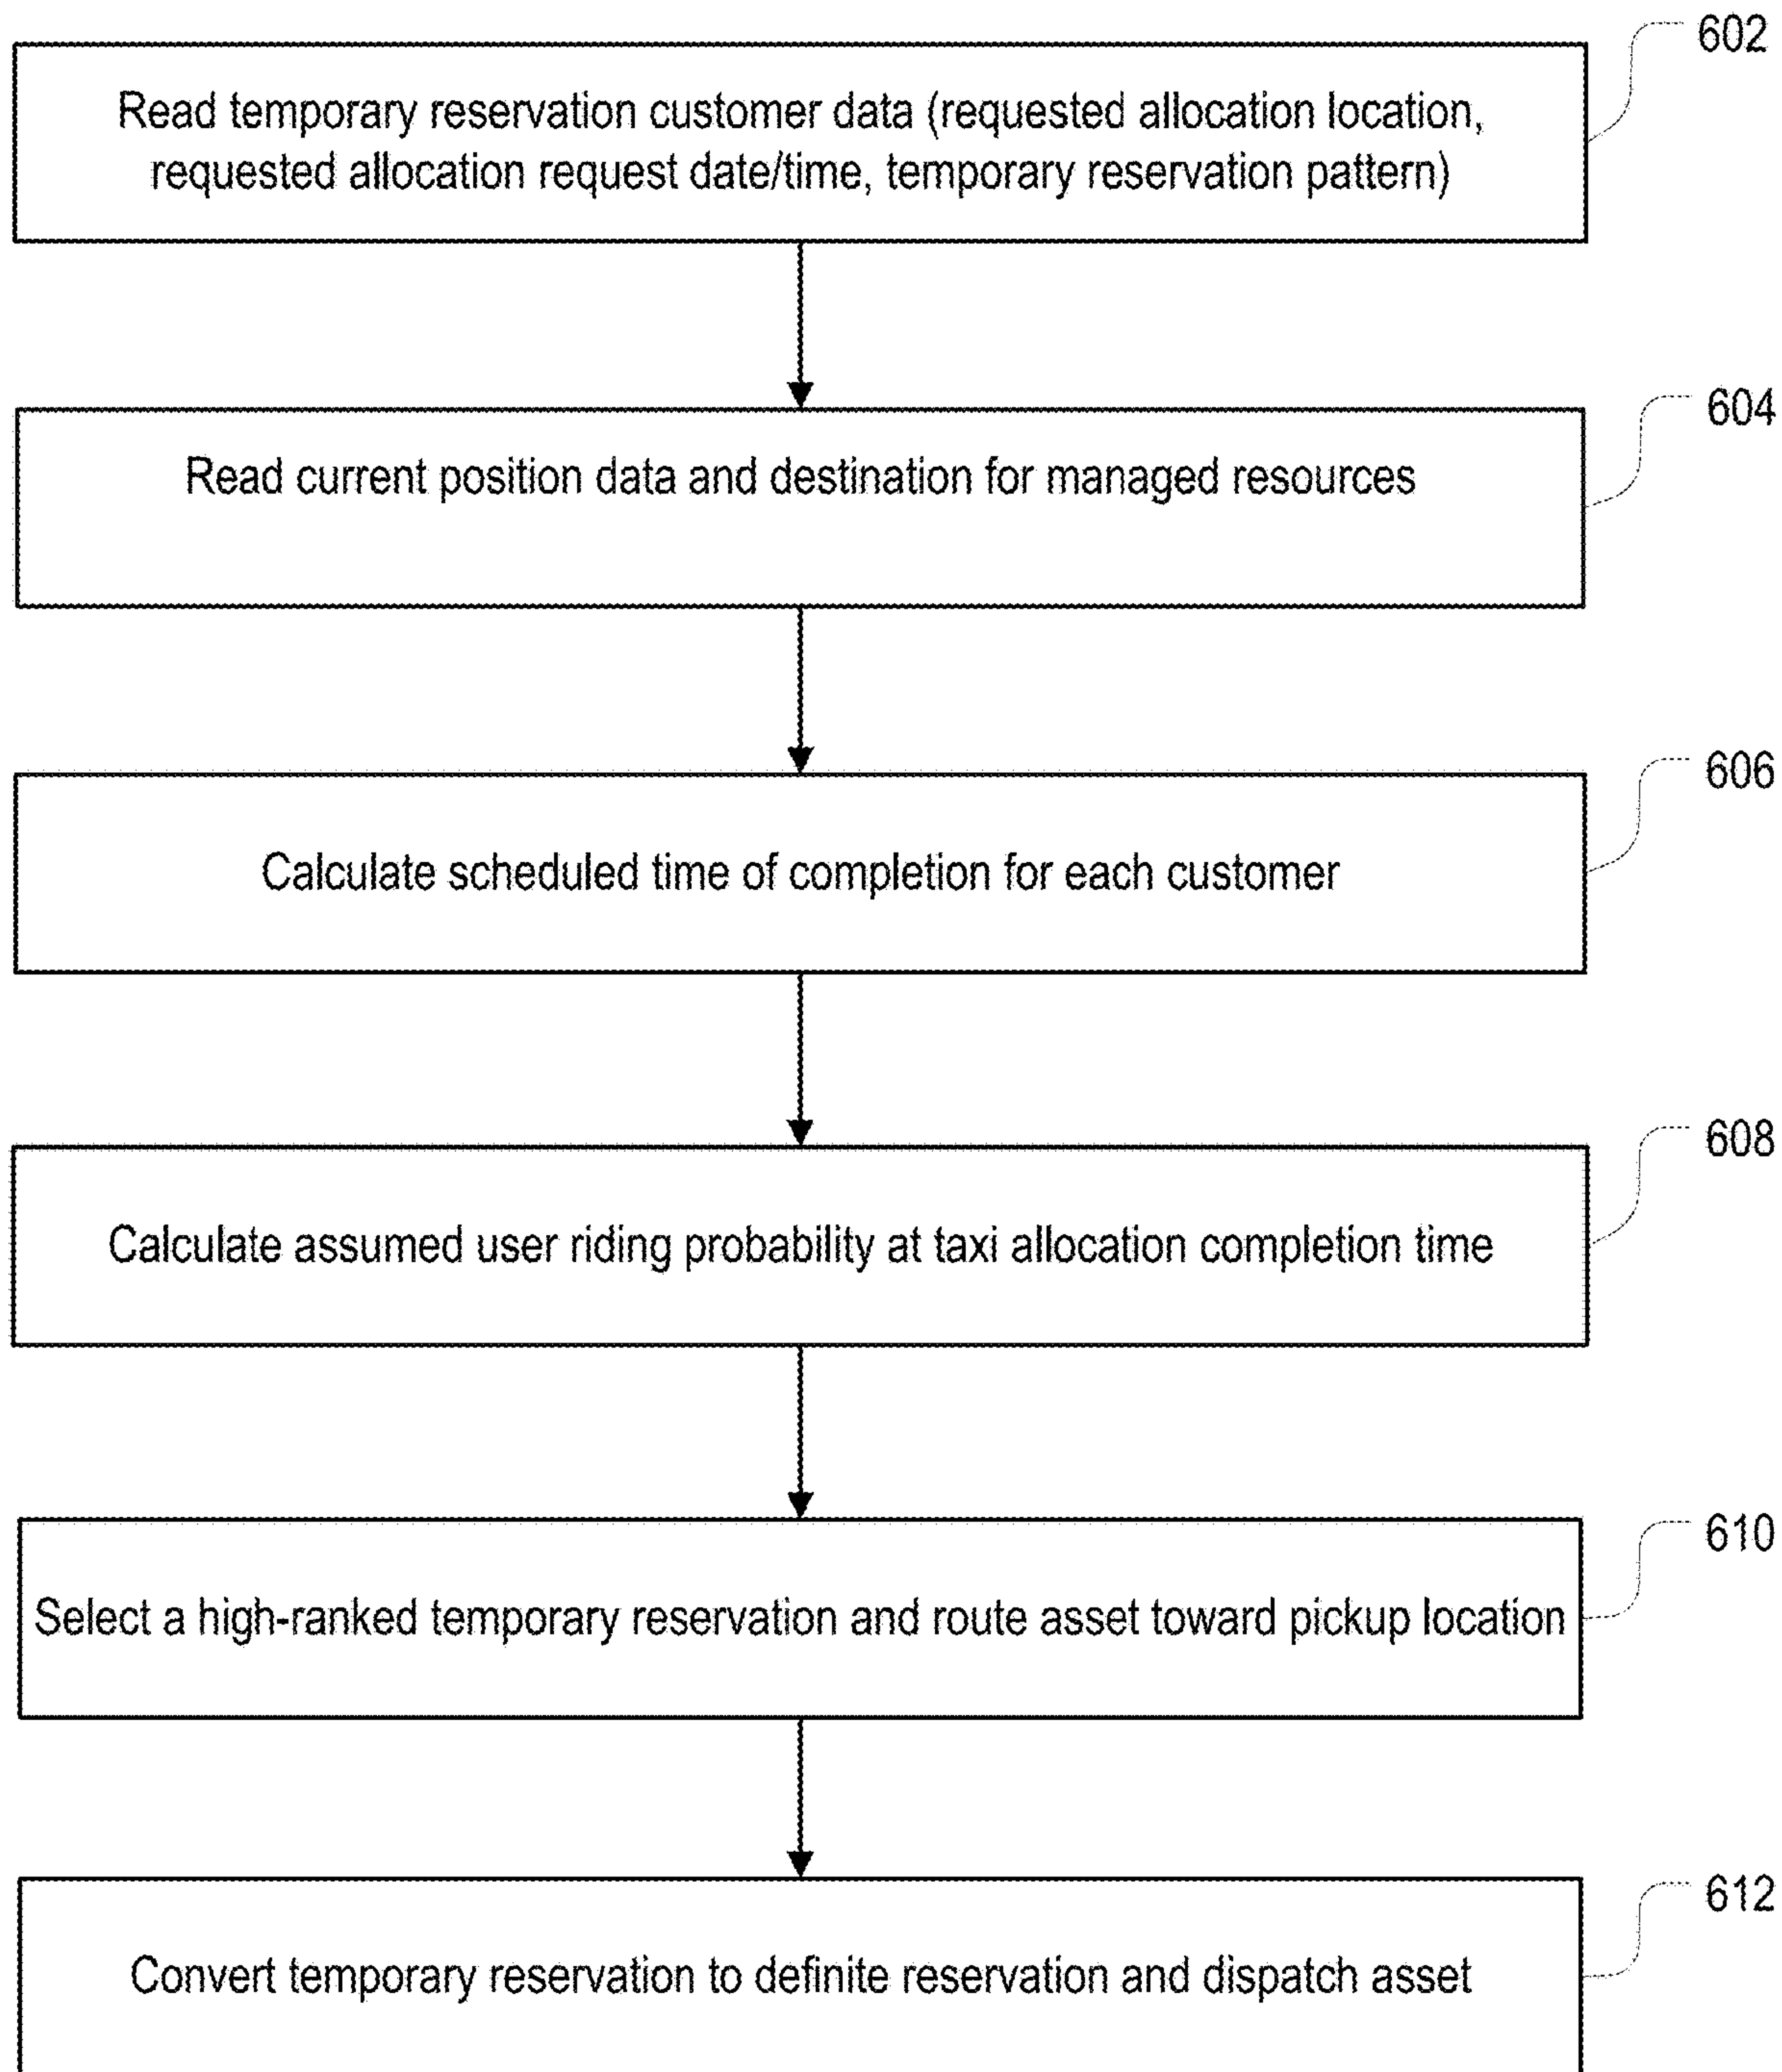 602
Read temporary reservation customer data (requested allocation location,
requested allocation request date/time, temporary reservation pattern)
604
Read current position data and destination for managed resources
606
Calculate scheduled time of completion for each customer
608
Calculate assumed user riding probability at taxi allocation completion time
610
Select a high-ranked temporary reservation and route asset toward pickup location
612
Convert temporary reservation to definite reservation and dispatch asset